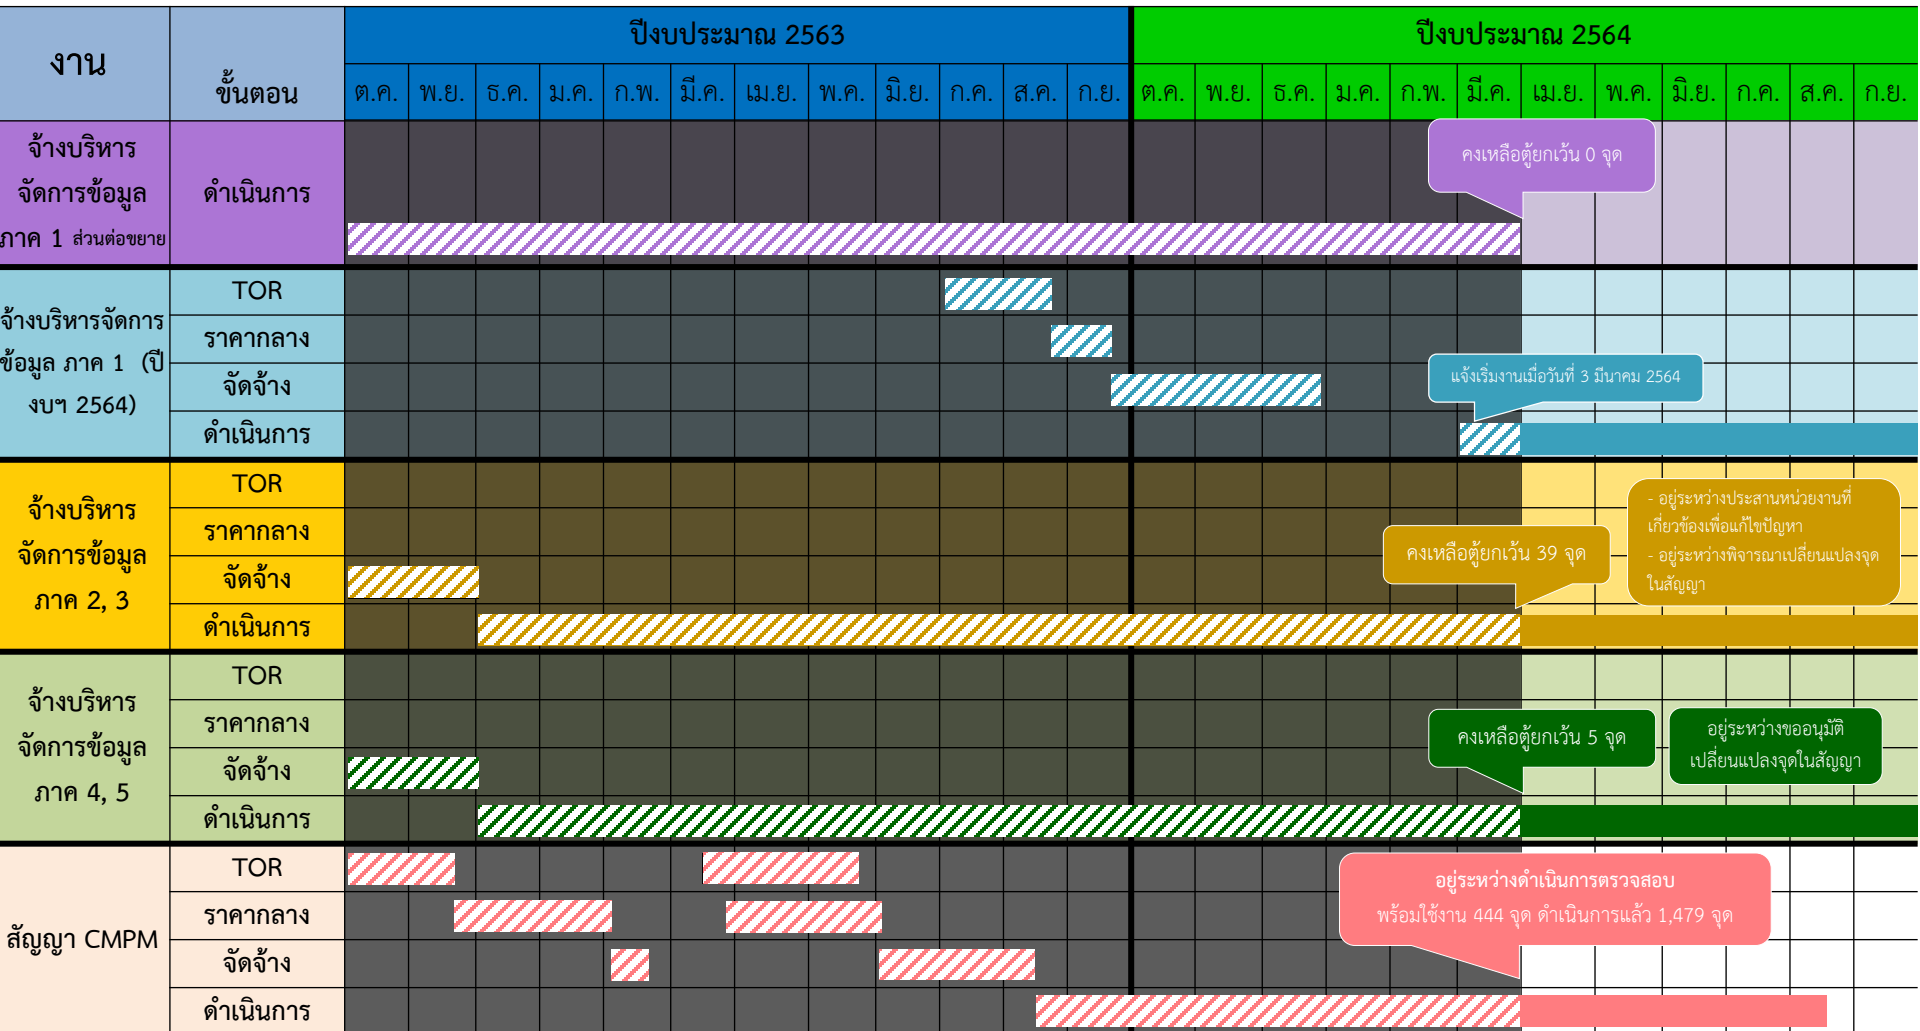 งาน
ขั้นตอน
ปีงบประมาณ 2563
ปีงบประมาณ 2564
ต.ค. พ.ย. ธ.ค. ม.ค. ก.พ. มี.ค. เม.ย. พ.ค. มิ.ย. ก.ค. ส.ค. ก.ย. ต.ค. พ.ย. ธ.ค. ม.ค. ก.พ. มี.ค. เม.ย. พ.ค. มิ.ย. ก.ค. ส.ค. ก.ย.
จ้างบริหาร
จัดการข้อมูล
ภาค 1 ส่วนต่อขยาย
ดำเนินการ
คงเหลือตู้ยกเว้น 0 จุด
จ้างบริหารจัดการ
ข้อมูล ภาค 1 (ปี
งบฯ 2564)
TOR
ราคากลาง
จัดจ้าง
ดำเนินการ
แจ้งเริ่มงานเมื่อวันที่ 3 มีนาคม 2564
จ้างบริหาร
จัดการข้อมูล
ภาค 2, 3
TOR
ราคากลาง
จัดจ้าง
ดำเนินการ
คงเหลือตู้ยกเว้น 39 จุด
- อยู่ระหว่างประสานหน่วยงานที่
เกี่ยวข้องเพื่อแก้ไขปัญหา
- อยู่ระหว่างพิจารณาเปลี่ยนแปลงจุด
ในสัญญา
จ้างบริหาร
จัดการข้อมูล
ภาค 4, 5
TOR
ราคากลาง
จัดจ้าง
ดำเนินการ
คงเหลือตู้ยกเว้น 5 จุด
อยู่ระหว่างขออนุมัติ
เปลี่ยนแปลงจุดในสัญญา
สัญญา CMPM
TOR
ราคากลาง
จัดจ้าง
ดำเนินการ
อยู่ระหว่างดำเนินการตรวจสอบ
พร้อมใช้งาน 444 จุด ดำเนินการแล้ว 1,479 จุด